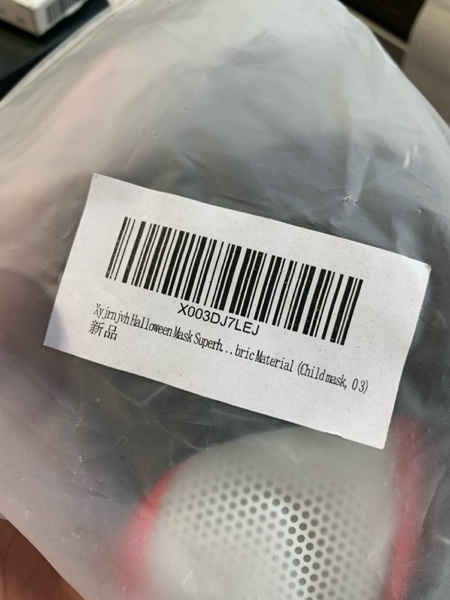 X003DJ7LEJ
Xyjrnjvh Halloween Mask Superh...bric Material (Child mask, 03)
新品